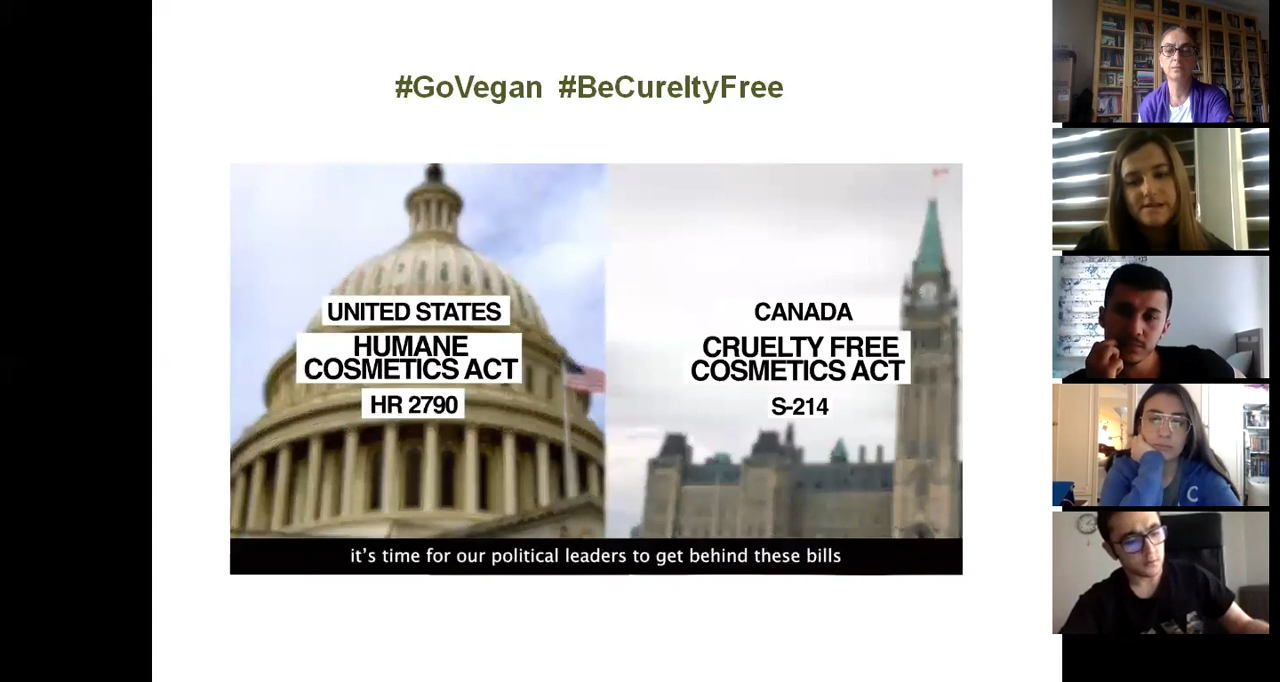 #GoVegan #BeCureltyFree
UNITED STATES
HUMANE
COSMETICS ACT
HR 2790
CANADA
CRUELTY FREE
COSMETICS ACT
S-214
it's time for our political leaders to get behind these bills
C